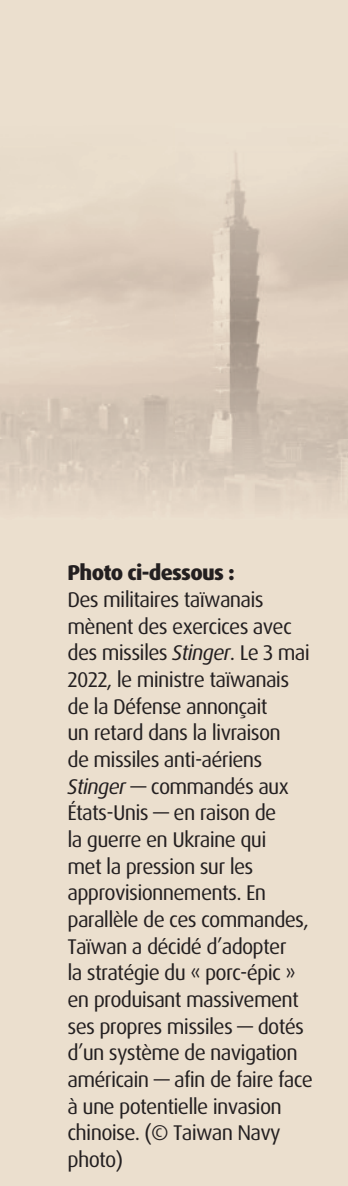 Photo ci-dessous :
Des militaires taïwanais
mènent des exercices avec
des missiles Stinger. Le 3 mai
2022, le ministre taïwanais
de la Défense annonçait
un retard dans la livraison
de missiles anti-aériens
Stinger — commandés aux
États-Unis — en raison de
la guerre en Ukraine qui
met la pression sur les
approvisionnements. En
parallèle de ces commandes,
Taïwan a décidé d’adopter
la stratégie du « porc-épic »
en produisant massivement
ses propres missiles — dotés
d’un système de navigation
américain — afin de faire face
à une potentielle invasion
chinoise. (© Taiwan Navy
photo)